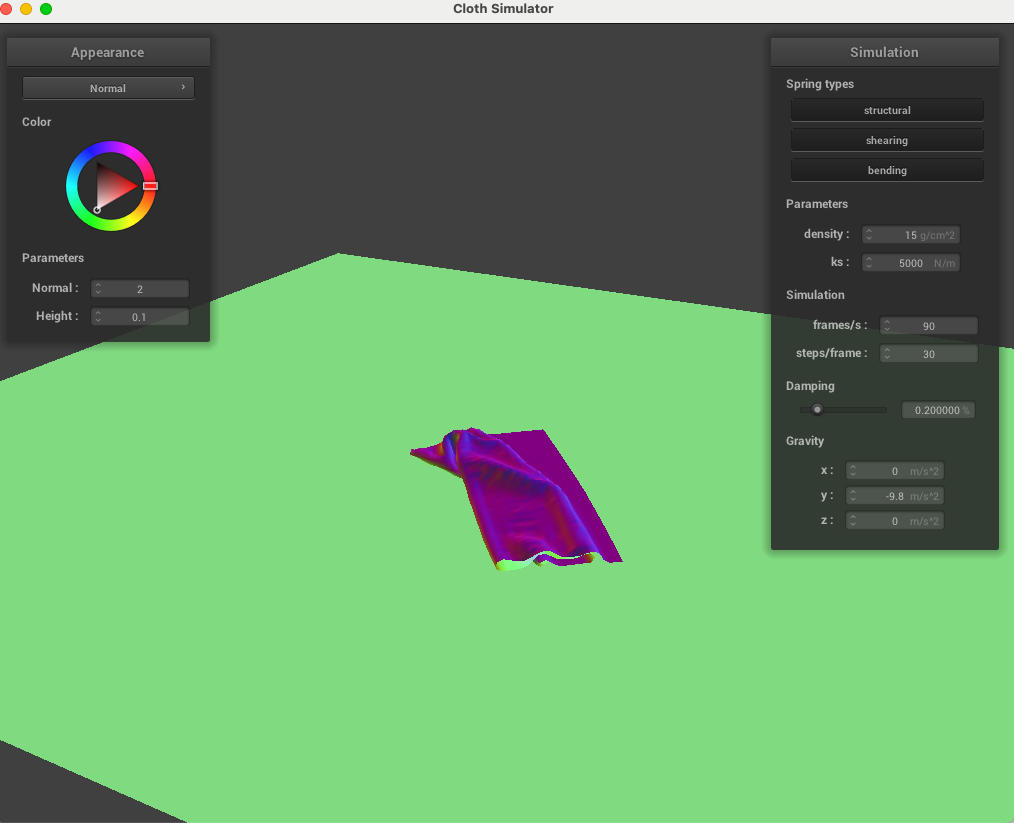 Cloth Simulator
Appearance
Normal
Color
Parameters
Normal : 2
Height : 0.1
Simulation
Spring types
structural
shearing
bending
Parameters
density : 15 g/cm^2
ks : 5000 N/m
Simulation
frames/s : 90
steps/frame : 30
Damping
0.200000 %
Gravity
x : 0 m/s^2
y : -9.8 m/s^2
z : 0 m/s^2